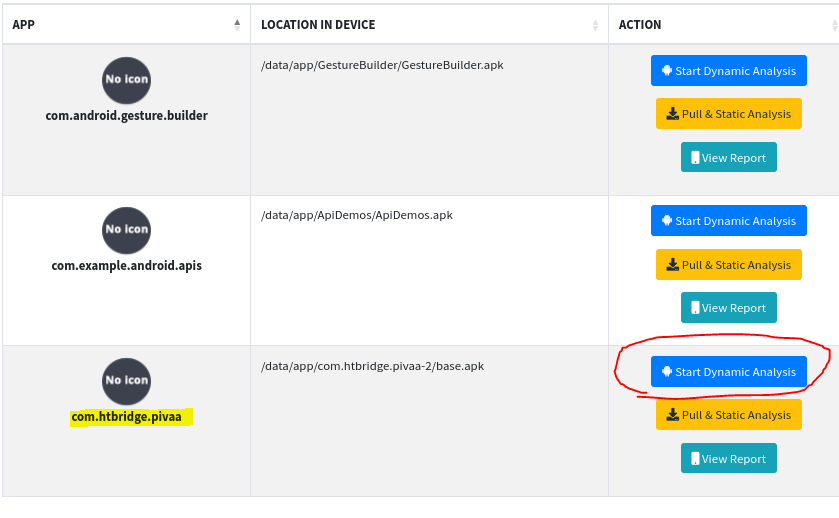 APP LOCATION IN DEVICE ACTION
No icon
com.android.gesture.builder
/data/app/GestureBuilder/GestureBuilder.apk
Start Dynamic Analysis
Pull & Static Analysis
View Report
No icon
com.example.android.apis
/data/app/ApiDemos/ApiDemos.apk
Start Dynamic Analysis
Pull & Static Analysis
View Report
No icon
com.htbridge.pivaa
/data/app/com.htbridge.pivaa-2/base.apk
Start Dynamic Analysis
Pull & Static Analysis
View Report